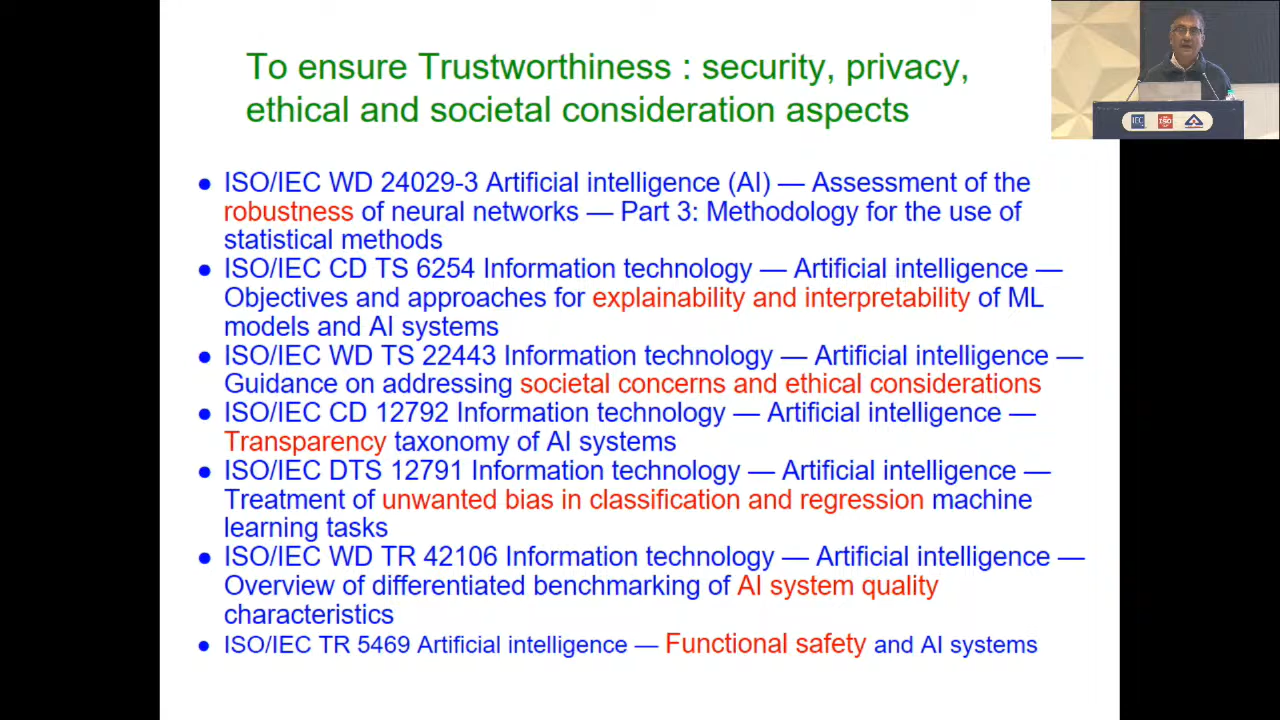 To ensure Trustworthiness : security, privacy,
ethical and societal consideration aspects
● ISO/IEC WD 24029-3 Artificial intelligence (AI) — Assessment of the
robustness of neural networks — Part 3: Methodology for the use of
statistical methods
● ISO/IEC CD TS 6254 Information technology — Artificial intelligence —
Objectives and approaches for explainability and interpretability of ML
models and AI systems
● ISO/IEC WD TS 22443 Information technology — Artificial intelligence —
Guidance on addressing societal concerns and ethical considerations
● ISO/IEC CD 12792 Information technology — Artificial intelligence —
Transparency taxonomy of AI systems
● ISO/IEC DTS 12791 Information technology — Artificial intelligence —
Treatment of unwanted bias in classification and regression machine
learning tasks
● ISO/IEC WD TR 42106 Information technology — Artificial intelligence —
Overview of differentiated benchmarking of AI system quality
characteristics
● ISO/IEC TR 5469 Artificial intelligence — Functional safety and AI systems
IEC ISO